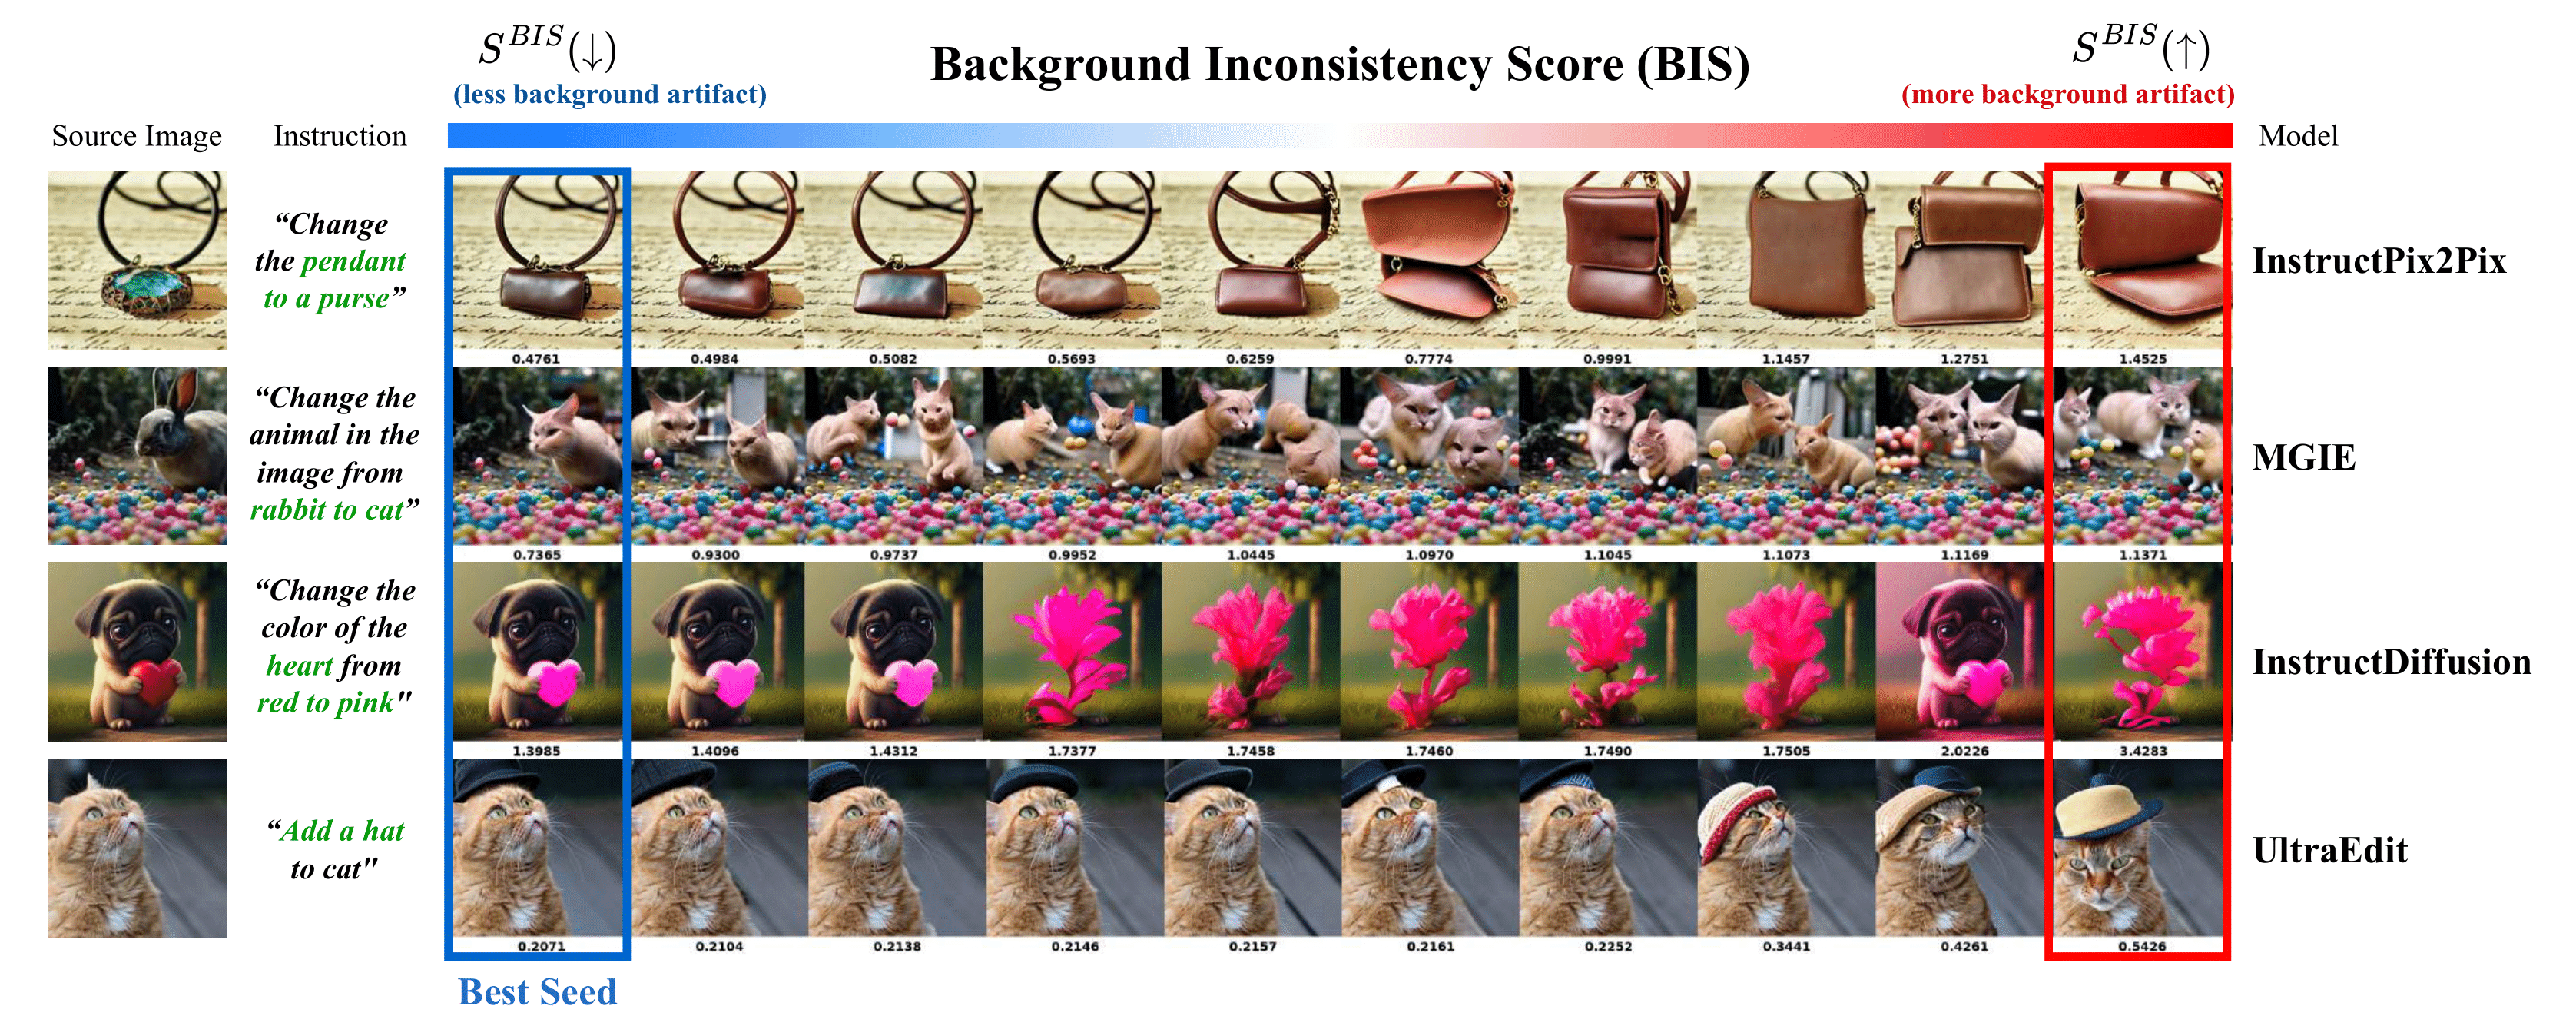 S^{BIS}(↓)
Background Inconsistency Score (BIS)
S^{BIS}(↑)
(less background artifact)
(more background artifact)
Source Image
Instruction
Model
“Change
the pendant
to a purse”
InstructPix2Pix
0.4761 0.4984 0.5082 0.5693 0.6259 0.7774 0.9991 1.1457 1.2751 1.4525
“Change the
animal in the
image from
rabbit to cat”
MGIE
0.7365 0.9300 0.9737 0.9952 1.0445 1.0970 1.1045 1.1073 1.1169 1.1371
“Change the
color of the
heart from
red to pink"
InstructDiffusion
1.3985 1.4096 1.4312 1.7377 1.7458 1.7460 1.7490 1.7505 2.0226 3.4283
“Add a hat
to cat"
UltraEdit
0.2071 0.2104 0.2138 0.2146 0.2157 0.2161 0.2252 0.3441 0.4261 0.5426
Best Seed